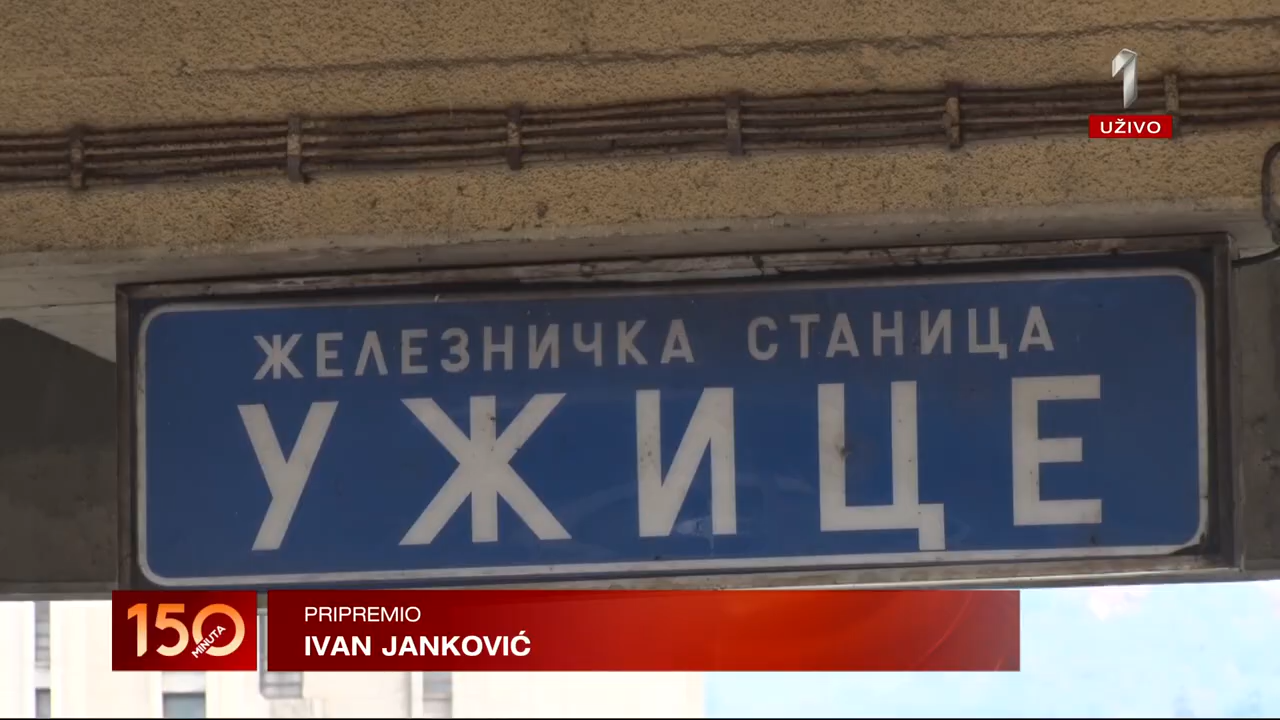 1
UŽIVO
ЖЕЛЕЗНИЧКА СТАНИЦА
УЖИЦЕ
150
MINUTA
PRIPREMIO
IVAN JANKOVIĆ